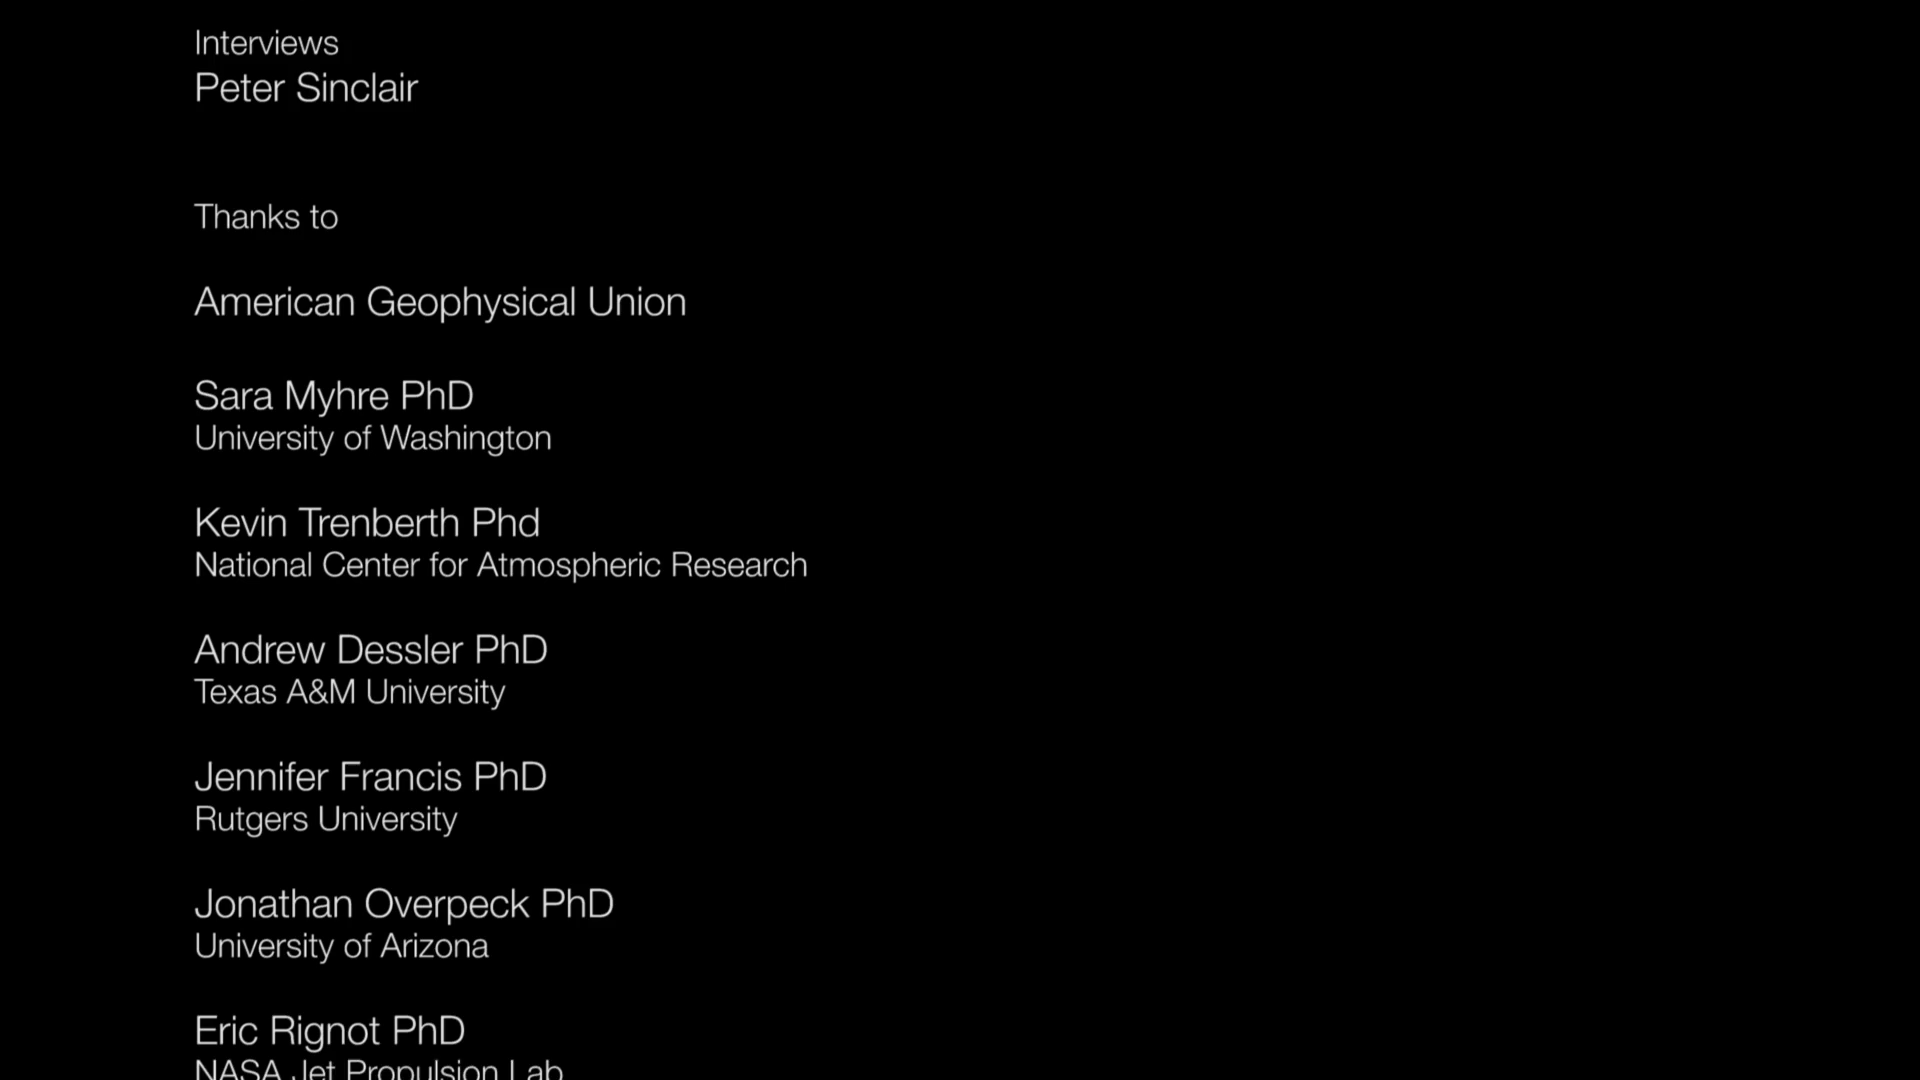 Interviews
Peter Sinclair
Thanks to
American Geophysical Union
Sara Myhre PhD
University of Washington
Kevin Trenberth Phd
National Center for Atmospheric Research
Andrew Dessler PhD
Texas A&M University
Jennifer Francis PhD
Rutgers University
Jonathan Overpeck PhD
University of Arizona
Eric Rignot PhD
NASA Jet Propulsion Lab